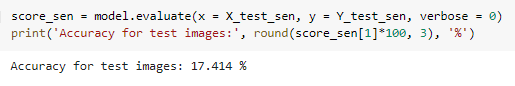 score_sen = model.evaluate(x = X_test_sen, y = Y_test_sen, verbose = 0)
print('Accuracy for test images:', round(score_sen[1]*100, 3), '%')
Accuracy for test images: 17.414 %